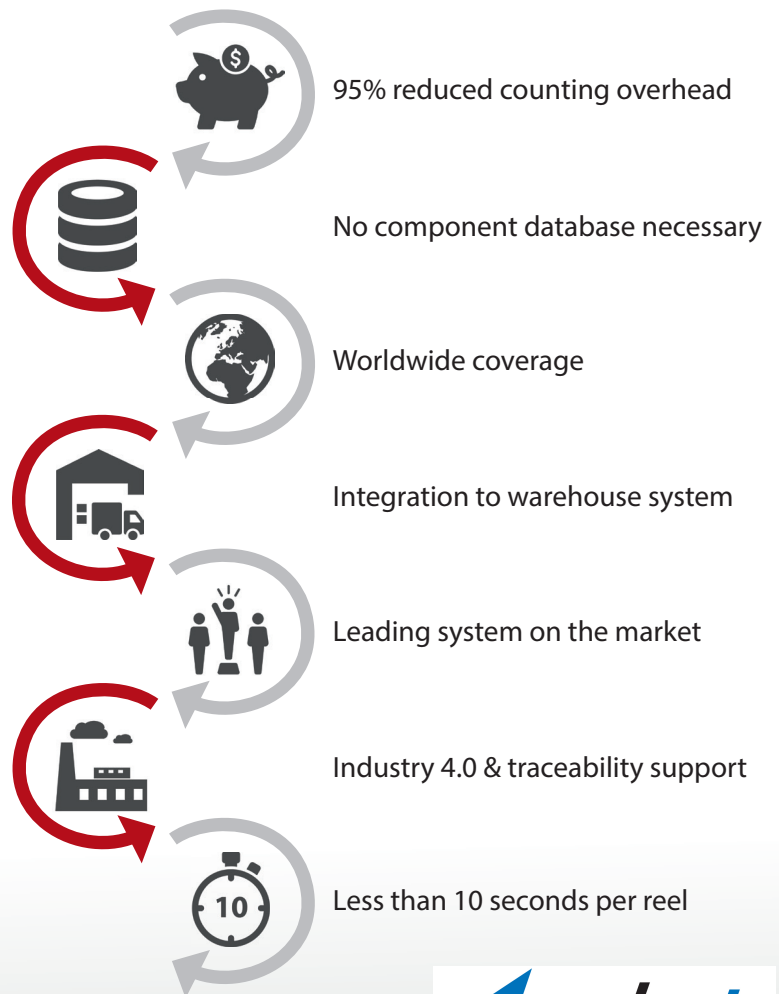 $
95% reduced counting overhead
No component database necessary
Worldwide coverage
Integration to warehouse system
Leading system on the market
Industry 4.0 & traceability support
10
Less than 10 seconds per reel